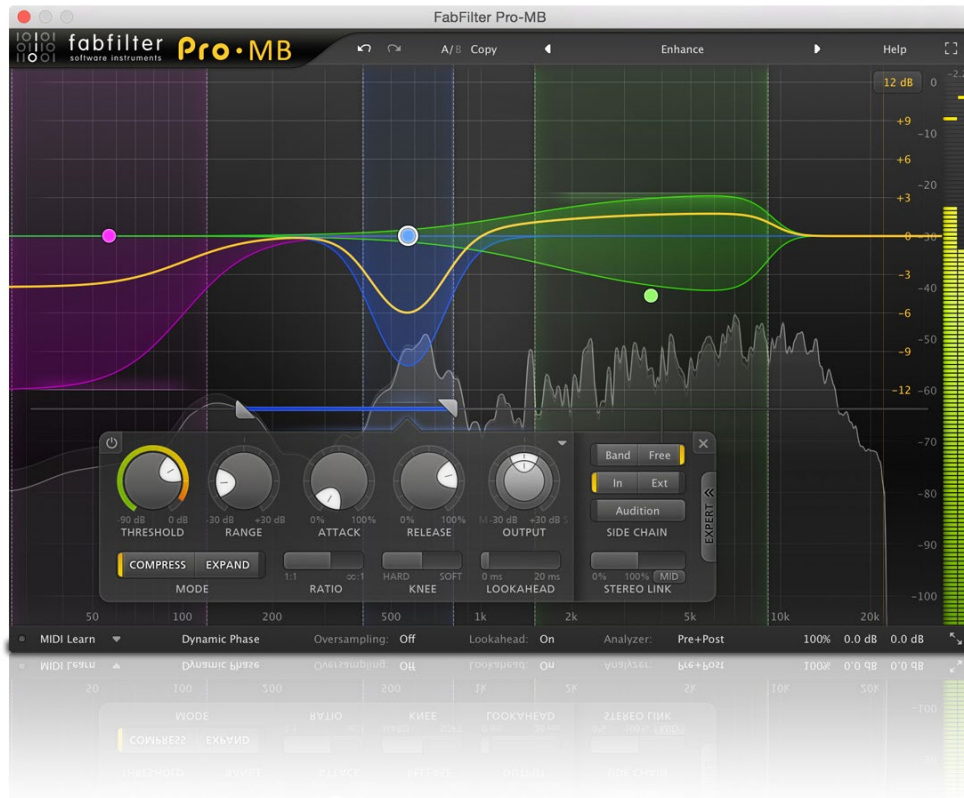 FabFilter Pro-MB
fabfilter Pro·MB
software instruments
A/B Copy Enhance Help
12 dB 0 -2.2
+9 -10
+6
-20
+3
0 -30
-3
-40
-6
-50
-9
-12 -60
-70
-80
-90
-100
-90 dB 0 dB -30 dB +30 dB 0% 100% 0% 100% M -30 dB +30 dB S
THRESHOLD RANGE ATTACK RELEASE OUTPUT
Band Free
In Ext
Audition
SIDE CHAIN
EXPERT
COMPRESS EXPAND
MODE
1:1 ∞:1
RATIO
HARD SOFT
KNEE
0 ms 20 ms
LOOKAHEAD
0% 100% MID
STEREO LINK
50 100 200 500 1k 2k 5k 10k 20k
MIDI Learn Dynamic Phase Oversampling: Off Lookahead: On Analyzer: Pre+Post 100% 0.0 dB 0.0 dB